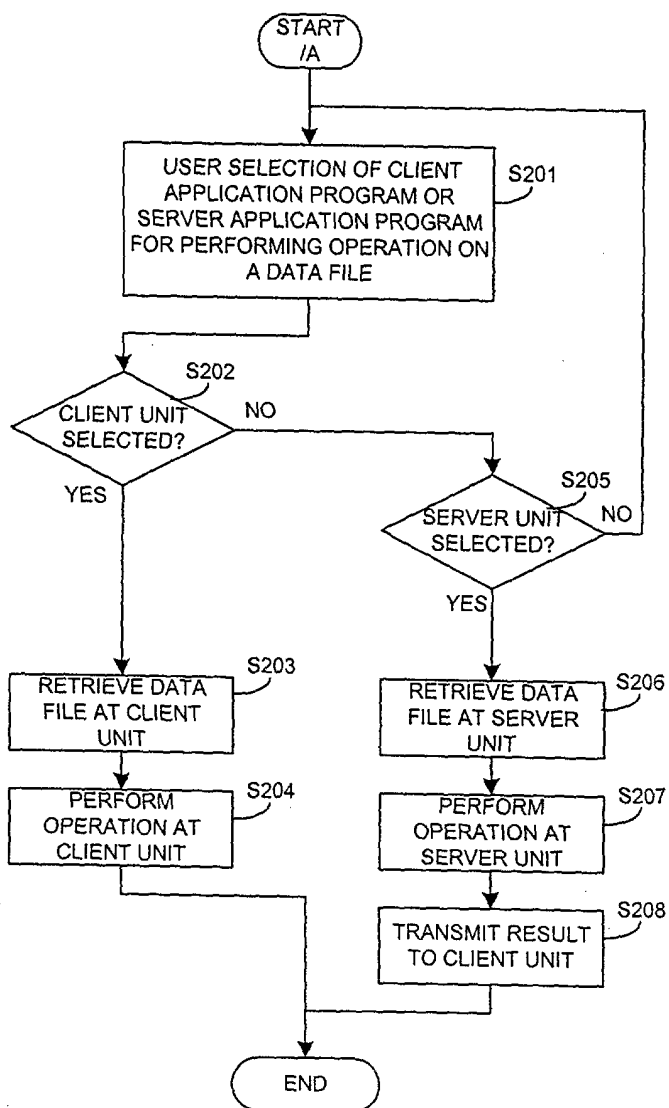 START
/A
USER SELECTION OF CLIENT
APPLICATION PROGRAM OR
SERVER APPLICATION PROGRAM
FOR PERFORMING OPERATION ON
A DATA FILE
S201
S202
CLIENT UNIT
SELECTED?
NO
YES
S205
SERVER UNIT
SELECTED?
NO
YES
S203
RETRIEVE DATA
FILE AT CLIENT
UNIT
S206
RETRIEVE DATA
FILE AT SERVER
UNIT
S204
PERFORM
OPERATION AT
CLIENT UNIT
S207
PERFORM
OPERATION AT
SERVER UNIT
S208
TRANSMIT RESULT
TO CLIENT UNIT
END